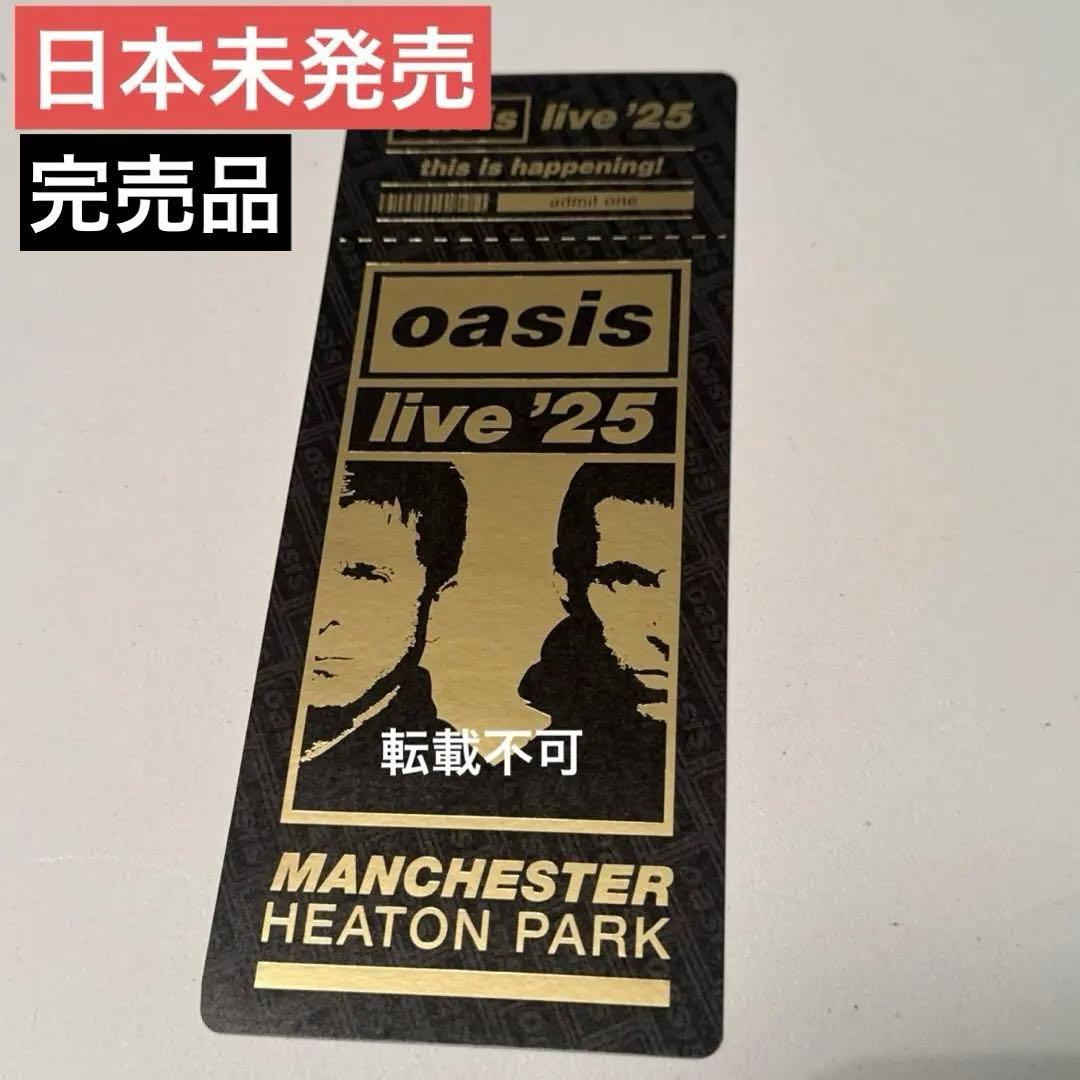 日本未発売
完売品
oasis live ’25
this is happening!
admit one
oasis
live ’25
転載不可
MANCHESTER
HEATON PARK